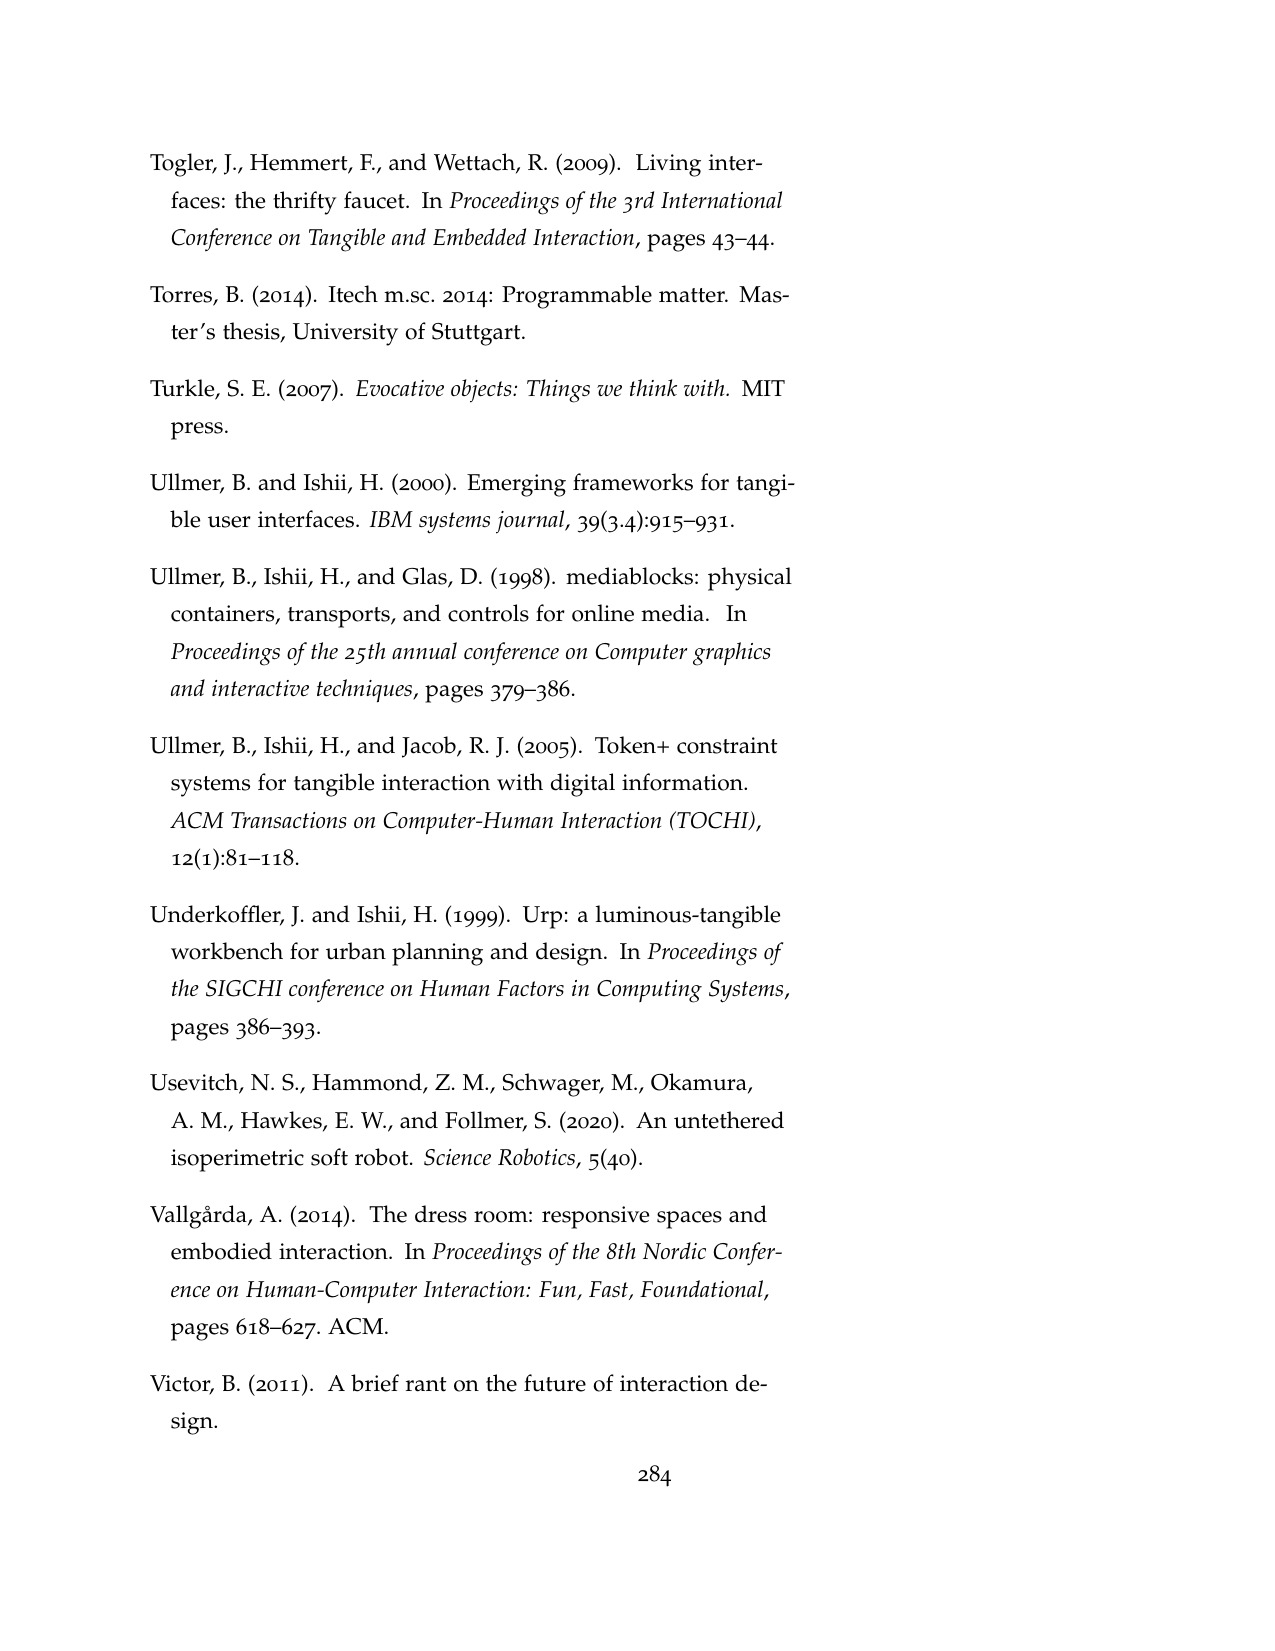 Togler, J., Hemmert, F., and Wettach, R. (2009). Living inter-
faces: the thrifty faucet. In Proceedings of the 3rd International
Conference on Tangible and Embedded Interaction, pages 43–44.
Torres, B. (2014). Itech m.sc. 2014: Programmable matter. Mas-
ter's thesis, University of Stuttgart.
Turkle, S. E. (2007). Evocative objects: Things we think with. MIT
press.
Ullmer, B. and Ishii, H. (2000). Emerging frameworks for tangi-
ble user interfaces. IBM systems journal, 39(3.4):915–931.
Ullmer, B., Ishii, H., and Glas, D. (1998). mediablocks: physical
containers, transports, and controls for online media. In
Proceedings of the 25th annual conference on Computer graphics
and interactive techniques, pages 379–386.
Ullmer, B., Ishii, H., and Jacob, R. J. (2005). Token+ constraint
systems for tangible interaction with digital information.
ACM Transactions on Computer-Human Interaction (TOCHI),
12(1):81–118.
Underkoffler, J. and Ishii, H. (1999). Urp: a luminous-tangible
workbench for urban planning and design. In Proceedings of
the SIGCHI conference on Human Factors in Computing Systems,
pages 386–393.
Usevitch, N. S., Hammond, Z. M., Schwager, M., Okamura,
A. M., Hawkes, E. W., and Follmer, S. (2020). An untethered
isoperimetric soft robot. Science Robotics, 5(40).
Vallgårda, A. (2014). The dress room: responsive spaces and
embodied interaction. In Proceedings of the 8th Nordic Confer-
ence on Human-Computer Interaction: Fun, Fast, Foundational,
pages 618–627. ACM.
Victor, B. (2011). A brief rant on the future of interaction de-
sign.
284